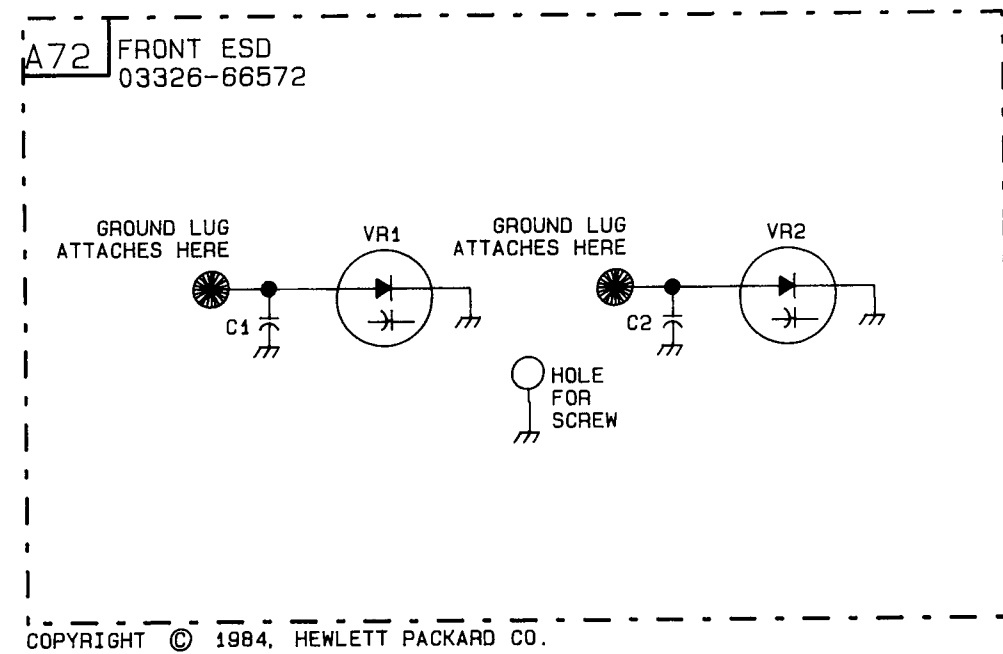 A72
FRONT ESD
03326-66572
GROUND LUG
ATTACHES HERE
VR1
C1
GROUND LUG
ATTACHES HERE
VR2
C2
HOLE
FOR
SCREW
COPYRIGHT © 1984, HEWLETT PACKARD CO.